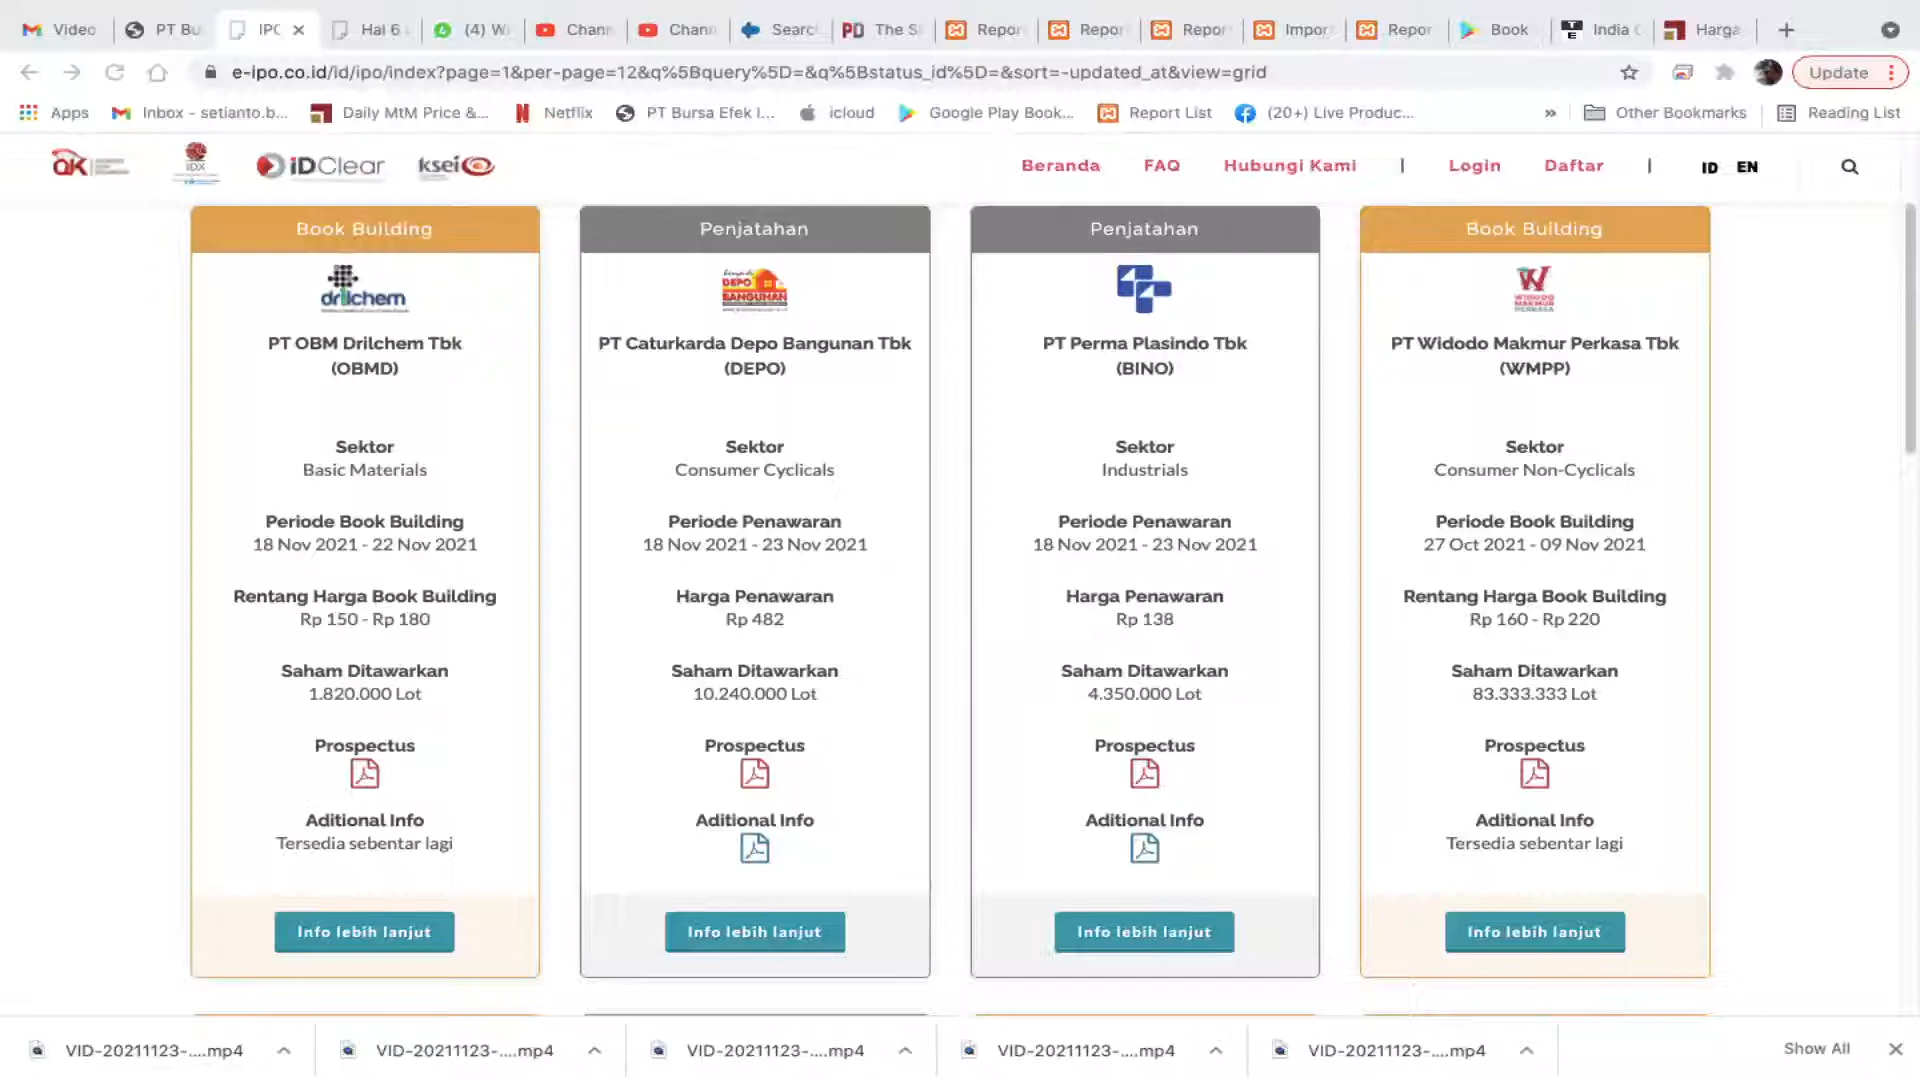 Video
PT Bu
IPC
Hal 6
(4) W
Chann
Chann
Searc
PD The S
Repor
Repor
Repor
Impor
Repor
Book
India
Harga
e-ipo.co.id/id/ipo/index?page=1&per-page=12&q%5Bquery%5D=&q%5Bstatus_id%5D=&sort=-updated_at&view=grid
Update
Apps
Inbox - setianto.b...
Daily MtM Price &...
Netflix
PT Bursa Efek I...
icloud
Google Play Book...
Report List
(20+) Live Produc...
»
Other Bookmarks
Reading List
IDX
iDClear
ksei
Beranda
FAQ
Hubungi Kami
|
Login
Daftar
|
ID EN
Book Building
drilchem
PT OBM Drilchem Tbk
(OBMD)
Sektor
Basic Materials
Periode Book Building
18 Nov 2021 - 22 Nov 2021
Rentang Harga Book Building
Rp 150 - Rp 180
Saham Ditawarkan
1.820.000 Lot
Prospectus
Aditional Info
Tersedia sebentar lagi
Info lebih lanjut
Penjatahan
DEPO
BANGUNAN
PT Caturkarda Depo Bangunan Tbk
(DEPO)
Sektor
Consumer Cyclicals
Periode Penawaran
18 Nov 2021 - 23 Nov 2021
Harga Penawaran
Rp 482
Saham Ditawarkan
10.240.000 Lot
Prospectus
Aditional Info
Info lebih lanjut
Penjatahan
PT Perma Plasindo Tbk
(BINO)
Sektor
Industrials
Periode Penawaran
18 Nov 2021 - 23 Nov 2021
Harga Penawaran
Rp 138
Saham Ditawarkan
4.350.000 Lot
Prospectus
Aditional Info
Info lebih lanjut
Book Building
WIDODO
MAKMUR
PERKASA
PT Widodo Makmur Perkasa Tbk
(WMPP)
Sektor
Consumer Non-Cyclicals
Periode Book Building
27 Oct 2021 - 09 Nov 2021
Rentang Harga Book Building
Rp 160 - Rp 220
Saham Ditawarkan
83.333.333 Lot
Prospectus
Aditional Info
Tersedia sebentar lagi
Info lebih lanjut
VID-20211123-....mp4
VID-20211123-....mp4
VID-20211123-....mp4
VID-20211123-....mp4
VID-20211123-....mp4
Show All